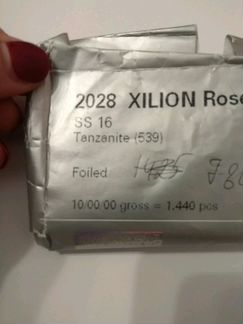 2028 XILION Rose
SS 16
Tanzanite (539)
Foiled
10/00/00 gross = 1.440 pcs